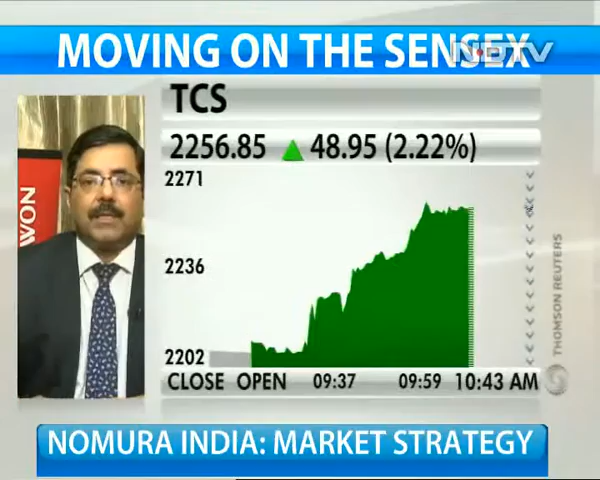 MOVING ON THE SENSEX
NDTV
TCS
2256.85 ▲ 48.95 (2.22%)
2271
2236
2202
CLOSE OPEN 09:37 09:59 10:43 AM
THOMSON REUTERS
WON
NOMURA INDIA: MARKET STRATEGY